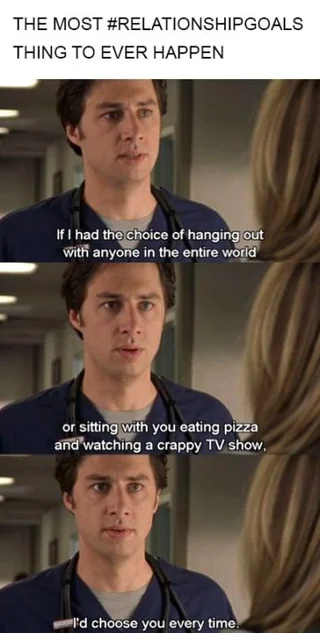 THE MOST #RELATIONSHIPGOALS
THING TO EVER HAPPEN
If I had the choice of hanging out
with anyone in the entire world
or sitting with you eating pizza
and watching a crappy TV show,
I'd choose you every time.